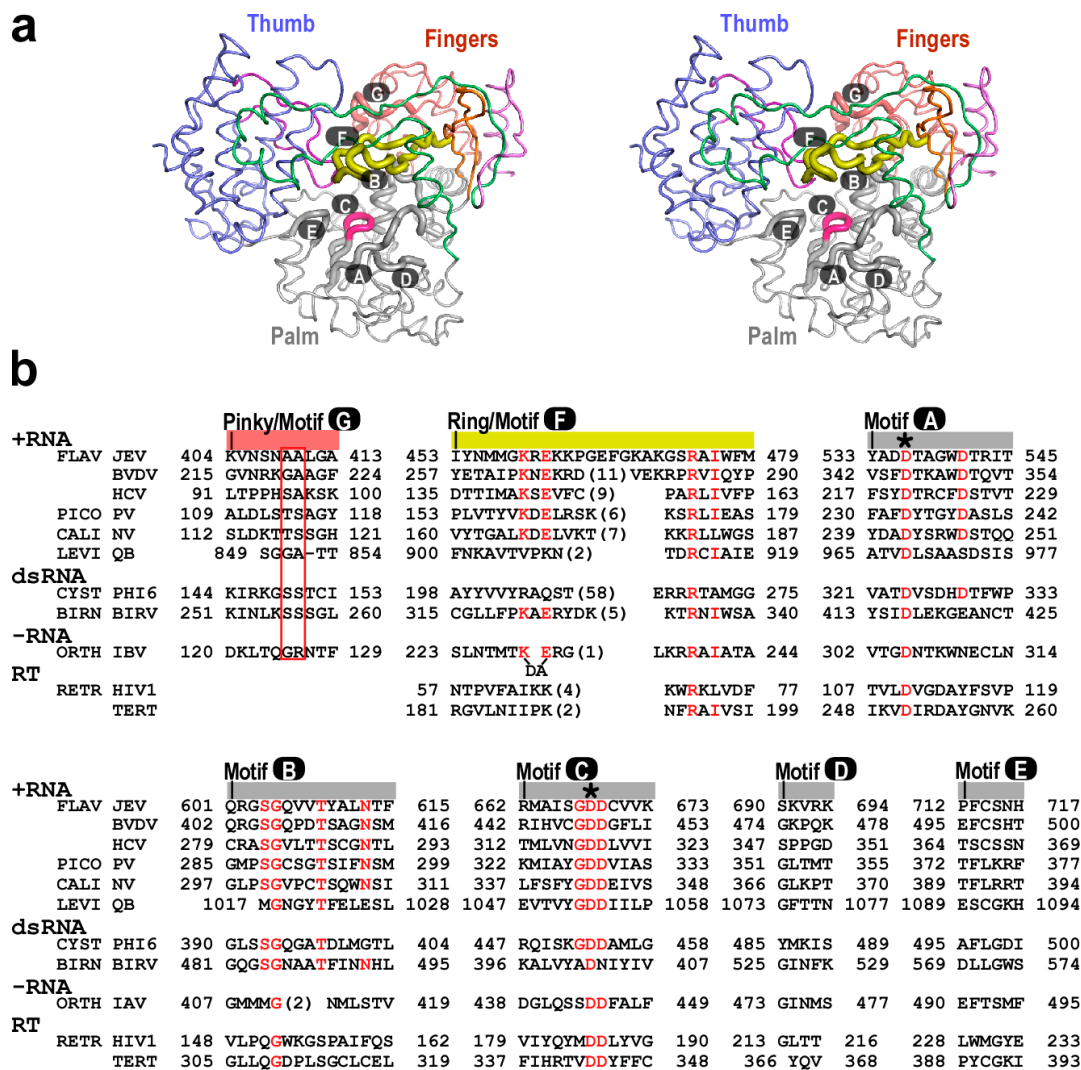 a
Thumb Fingers Thumb Fingers
G G
F F
B B
C C
E E
A D A D
Palm Palm
b
Pinky/Motif G Ring/Motif F Motif A
+RNA ★
FLAV JEV 404 KVNSNAALGA 413 453 IYNMMGKREKKPGEFGKAKGSRAIWFM 479 533 YADDTAGWDTRIT 545
BVDV 215 GVNRKGAAGF 224 257 YETAIPKNEKRD(11)VEKRPRVIQYP 290 342 VSFDTKAWDTQVT 354
HCV 91 LTPPHSAKSK 100 135 DTTIMAKSEVFC(9) PARLIVFP 163 217 FSYDTRCFDSTVT 229
PICO PV 109 ALDLSTSAGY 118 153 PLVTYVKDELRSK(6) KSRLIEAS 179 230 FAFDYTGYDASLS 242
CALI NV 112 SLDKTTSSGH 121 160 VYTGALKDELVKT(7) KKRLLWGS 187 239 YDADYSRWDSTQQ 251
LEVI QB 849 SGGA-TT 854 900 FNKAVTVPKN(2) TDRCIAIE 919 965 ATVDLSAASDSIS 977
dsRNA
CYST PHI6 144 KIRKGSSTCI 153 198 AYYVVYRAQST(58) ERRRTAMGG 275 321 VATDVSDHDTFWP 333
BIRN BIRV 251 KINLKSSSGL 260 315 CGLLFPKAERYDK(5) KTRNIWSA 340 413 YSIDLEKGEANCT 425
-RNA
ORTH IBV 120 DKLTQGRNTF 129 223 SLNTMTK ERG(1) LKRRAIATA 244 302 VTGDNTKWNECLN 314
DA
RT
RETR HIV1 57 NTPVFAIKK(4) KWRKLVDF 77 107 TVLDVGDAYFSVP 119
TERT 181 RGVLNIIPK(2) NFRAIVSI 199 248 IKVDIRDAYGNVK 260
Motif B Motif C Motif D Motif E
+RNA ★
FLAV JEV 601 QRGSGQVVTYALNTF 615 662 RMAISGDDCVVK 673 690 SKVRK 694 712 PFCSNH 717
BVDV 402 QRGSGQPDTSAGNSM 416 442 RIHVCGDDGFLI 453 474 GKPQK 478 495 EFCSHT 500
HCV 279 CRASGVLTTSCGNTL 293 312 TMLVNGDDLVVI 323 347 SPPGD 351 364 TSCSSN 369
PICO PV 285 GMPSGCSGTSIFNSM 299 322 KMIAYGDDVIAS 333 351 GLTMT 355 372 TFLKRF 377
CALI NV 297 GLPSGVPCTSQWNSI 311 337 LFSFYGDDEIVS 348 366 GLKPT 370 389 TFLRRT 394
LEVI QB 1017 MGNGYTFELESL 1028 1047 EVTVYGDDIILP 1058 1073 GFTTN 1077 1089 ESCGKH 1094
dsRNA
CYST PHI6 390 GLSSGQGATDLMGTL 404 447 RQISKGDDAMLG 458 485 YMKIS 489 495 AFLGDI 500
BIRN BIRV 481 GQGSGNAATFINNHL 495 396 KALVYADNIYIV 407 525 GINFK 529 569 DLLGWS 574
-RNA
ORTH IAV 407 GMMMG(2) NMLSTV 419 438 DGLQSSDDFALF 449 473 GINMS 477 490 EFTSMF 495
RT
RETR HIV1 148 VLPQGWKGSPAIFQS 162 179 VIYQYMDDLYVG 190 213 GLTT 216 228 LWMGYE 233
TERT 305 GLLQGDPLSGCLCEL 319 337 FIHRTVDDYFFC 348 366 YQV 368 388 PYCGKI 393